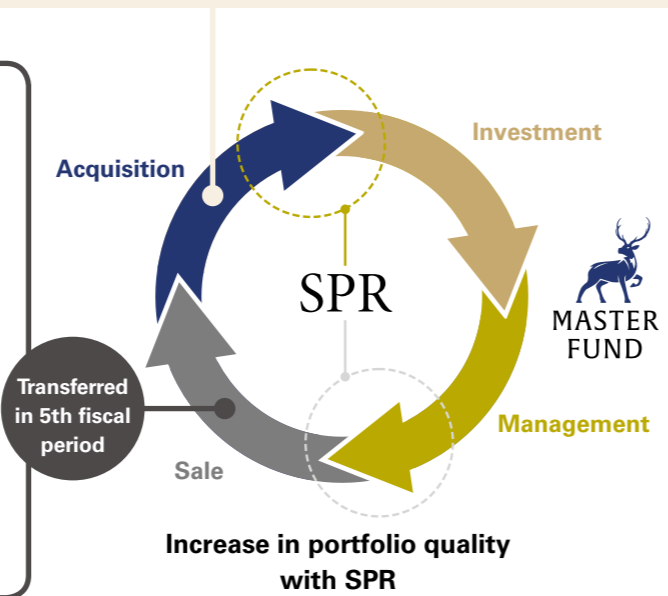 Investment
Acquisition
SPR
MASTER
FUND
Transferred
in 5th fiscal
period
Management
Sale
Increase in portfolio quality
with SPR